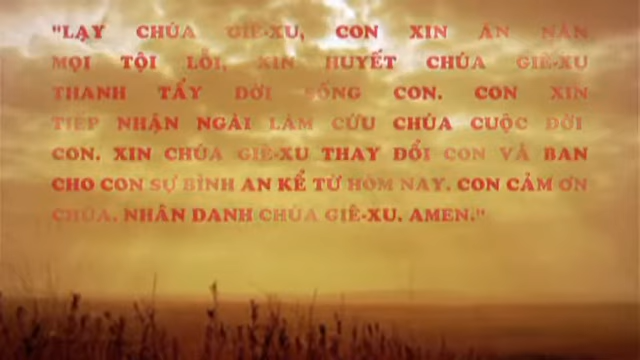 "LẠY CHÚA GIÊ-XU, CON XIN ĂN NĂN
MỌI TỘI LỖI, XIN HUYẾT CHÚA GIÊ-XU
THANH TẨY ĐỜI SỐNG CON. CON XIN
TIẾP NHẬN NGÀI LÀM CỨU CHÚA CUỘC ĐỜI
CON. XIN CHÚA GIÊ-XU THAY ĐỔI CON VÀ BAN
CHO CON SỰ BÌNH AN KỂ TỪ HÔM NAY. CON CẢM ƠN
CHÚA. NHÂN DANH CHÚA GIÊ-XU. AMEN."